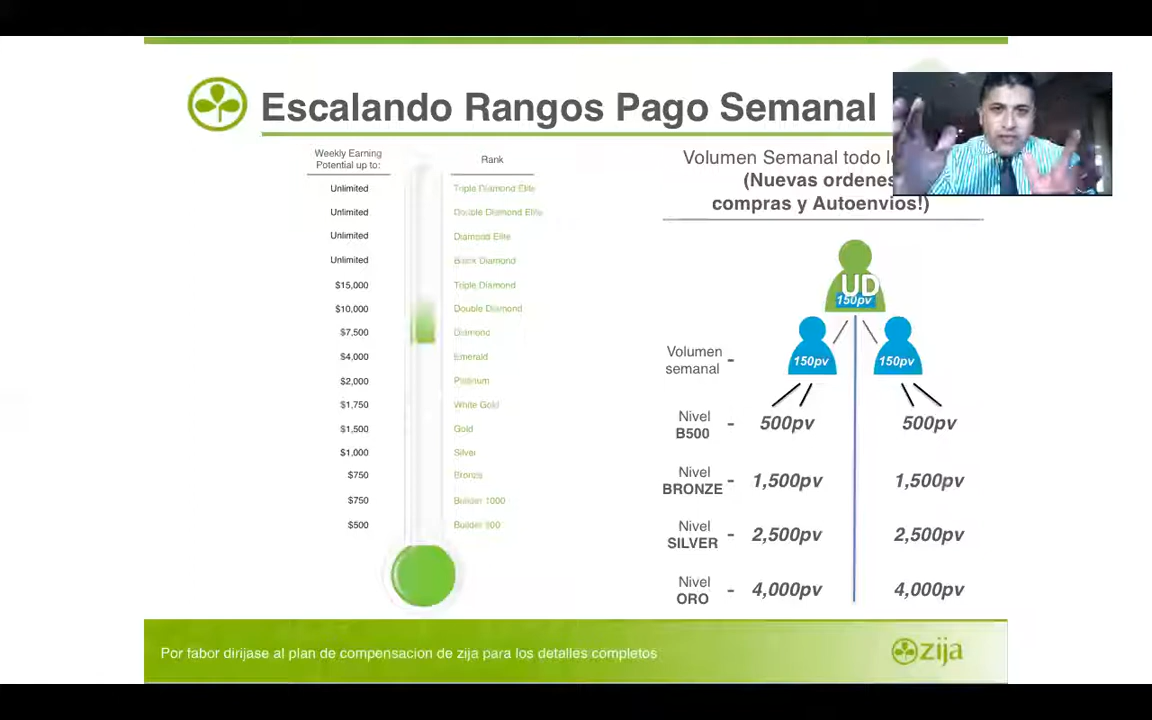 Escalando Rangos Pago Semanal
Weekly Earning
Potential up to:
Rank
Unlimited Triple Diamond Elite
Unlimited Double Diamond Elite
Unlimited Diamond Elite
Unlimited Black Diamond
$15,000 Triple Diamond
$10,000 Double Diamond
$7,500 Diamond
$4,000 Emerald
$2,000 Platinum
$1,750 White Gold
$1,500 Gold
$1,000 Silver
$750 Bronze
$750 Builder 1000
$500 Builder 500
Volumen Semanal todo
(Nuevas ordenes
compras y Autoenvios!)
UD
150pv
Volumen
semanal - 150pv 150pv
Nivel
B500 - 500pv 500pv
Nivel
BRONZE - 1,500pv 1,500pv
Nivel
SILVER - 2,500pv 2,500pv
Nivel
ORO - 4,000pv 4,000pv
Por fabor dirijase al plan de compensacion de zija para los detalles completos
zija